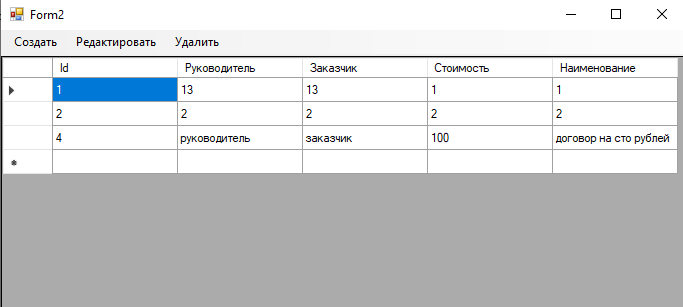 Form2
Создать Редактировать Удалить
Id Руководитель Заказчик Стоимость Наименование
1 13 13 1 1
2 2 2 2 2
4 руководитель заказчик 100 договор на сто рублей